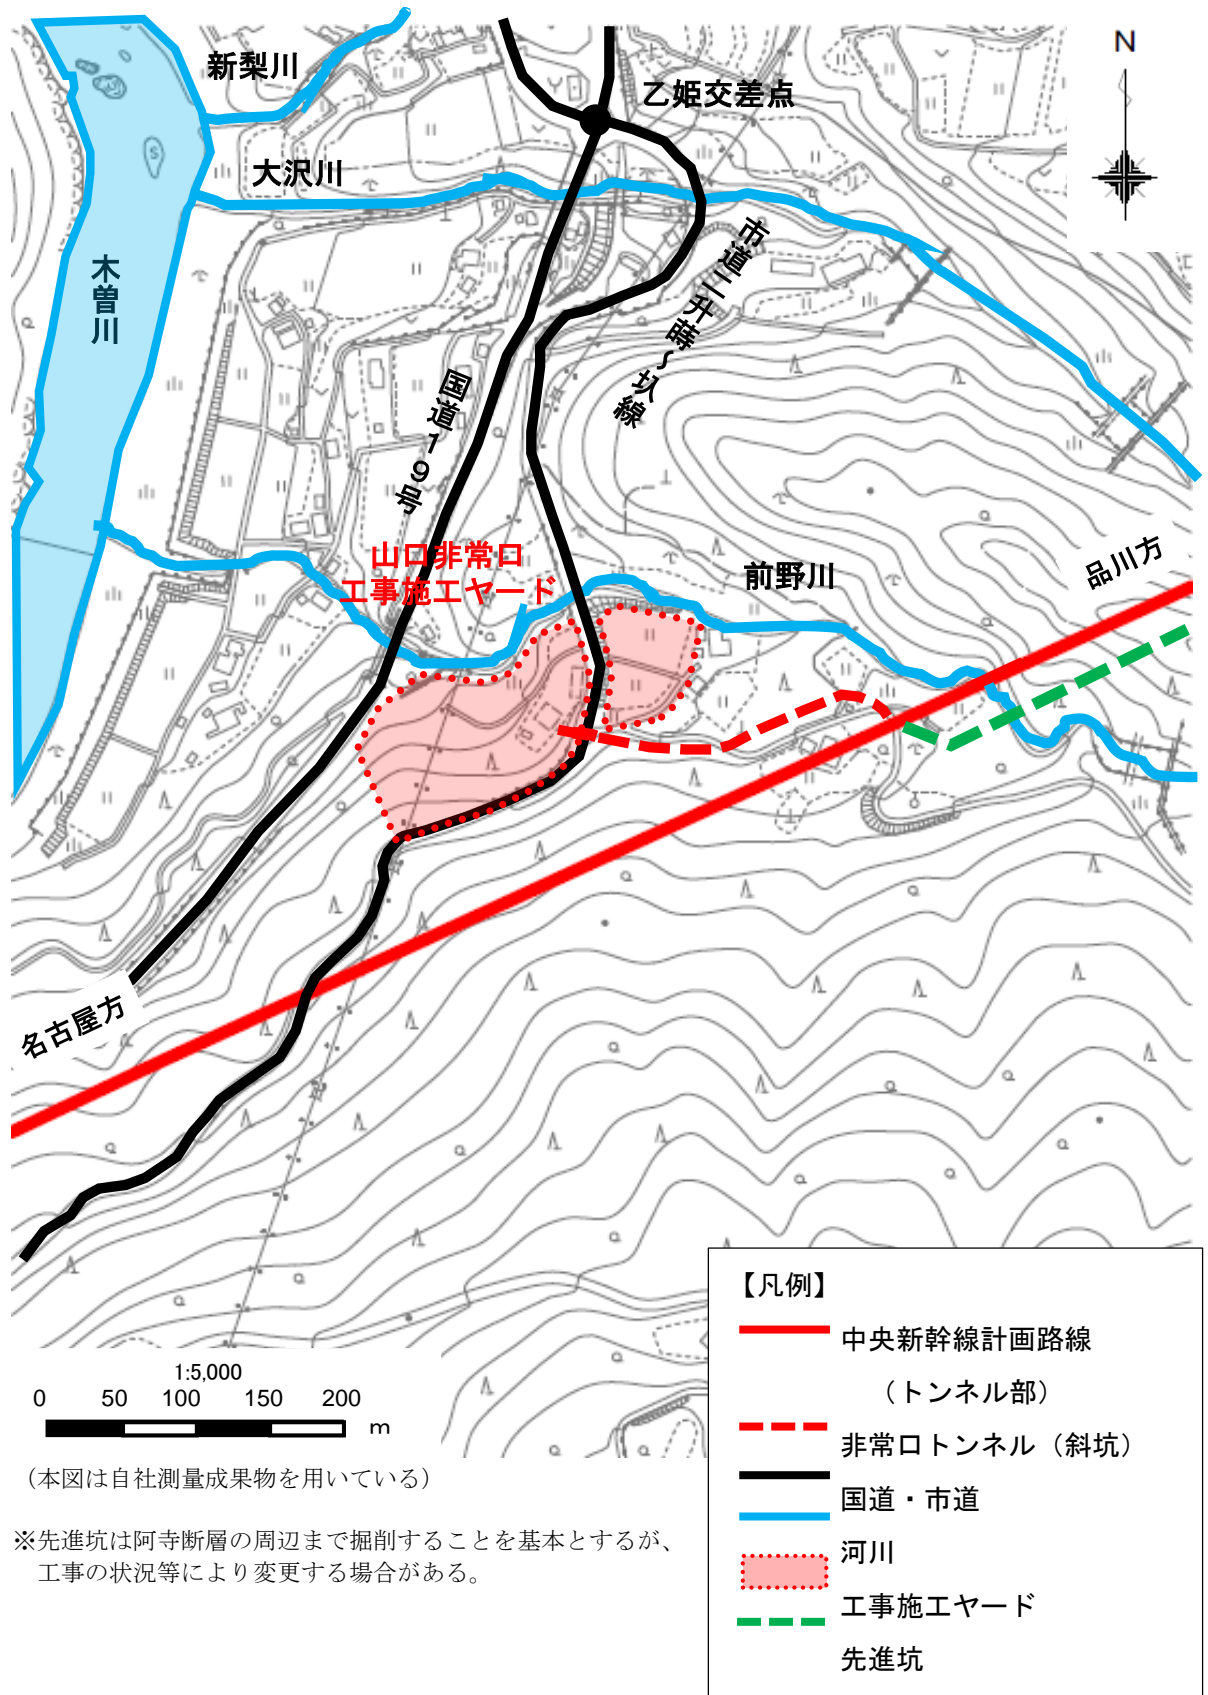 新梨川
乙姫交差点
N
大沢川
木曽川
市道二升蒔～圦線
国道19号
山口非常口
工事施工ヤード
前野川
品川方
名古屋方
1:5,000
0 50 100 150 200
m
（本図は自社測量成果物を用いている）
※先進坑は阿寺断層の周辺まで掘削することを基本とするが、
工事の状況等により変更する場合がある。
【凡例】
中央新幹線計画路線
（トンネル部）
非常口トンネル（斜坑）
国道・市道
河川
工事施工ヤード
先進坑